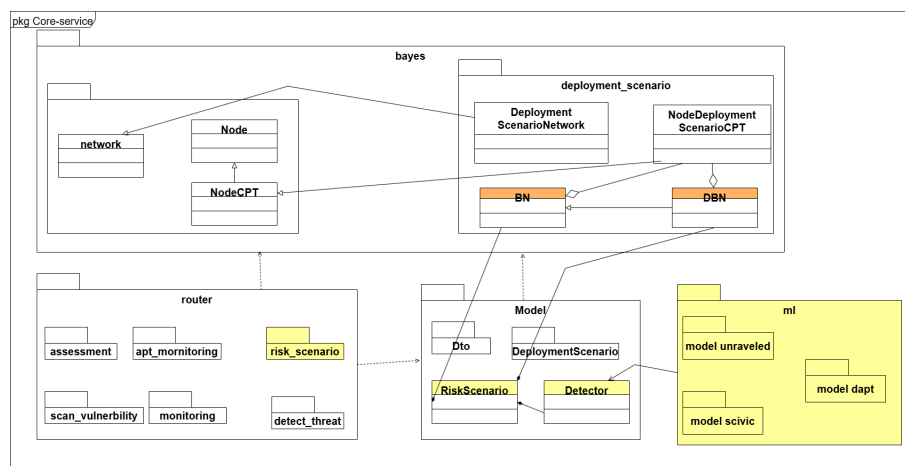 pkg Core-service
bayes
deployment_scenario
Deployment
ScenarioNetwork
NodeDeployment
ScenarioCPT
network
Node
NodeCPT
BN
DBN
router
assessment
apt_mornitoring
risk_scenario
scan_vulnerbility
monitoring
detect_threat
Model
Dto
DeploymentScenario
RiskScenario
Detector
ml
model unraveled
model dapt
model scivic